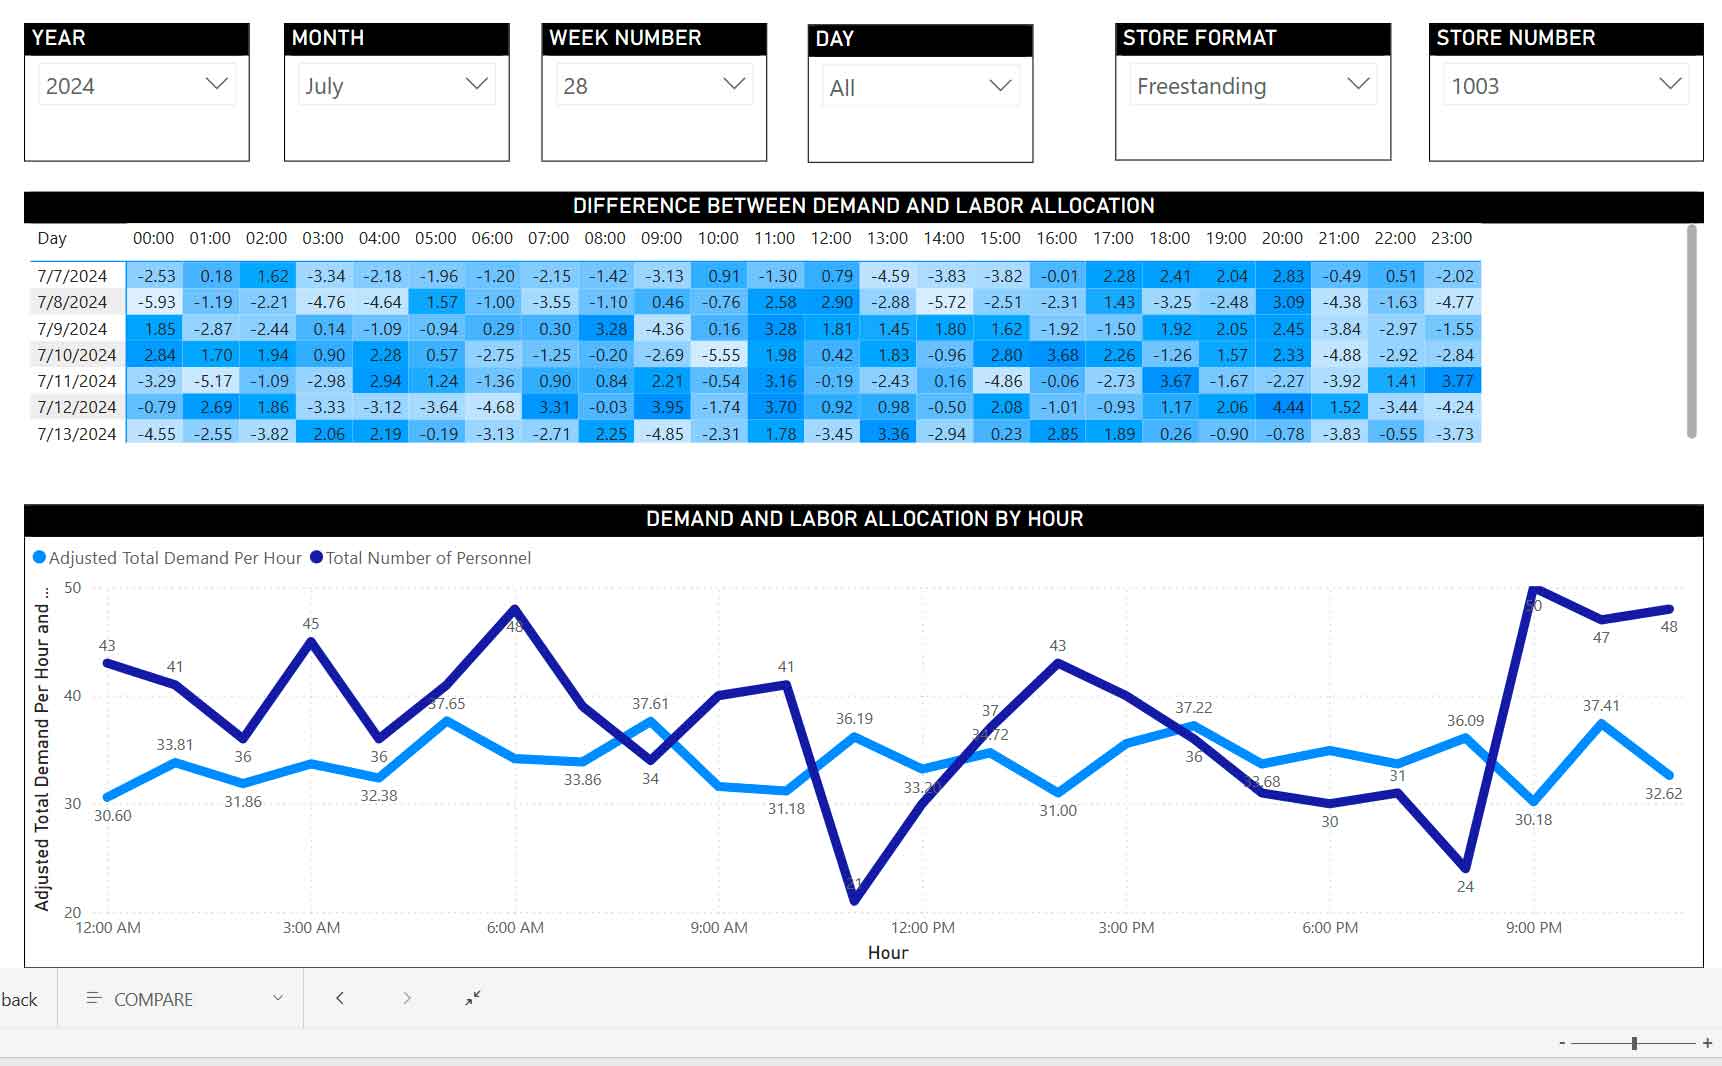 YEAR MONTH WEEK NUMBER DAY STORE FORMAT STORE NUMBER
2024 July 28 All Freestanding 1003
DIFFERENCE BETWEEN DEMAND AND LABOR ALLOCATION
Day 00:00 01:00 02:00 03:00 04:00 05:00 06:00 07:00 08:00 09:00 10:00 11:00 12:00 13:00 14:00 15:00 16:00 17:00 18:00 19:00 20:00 21:00 22:00 23:00
7/7/2024 -2.53 0.18 1.62 -3.34 -2.18 -1.96 -1.20 -2.15 -1.42 -3.13 0.91 -1.30 0.79 -4.59 -3.83 -3.82 -0.01 2.28 2.41 2.04 2.83 -0.49 0.51 -2.02
7/8/2024 -5.93 -1.19 -2.21 -4.76 -4.64 1.57 -1.00 -3.55 -1.10 0.46 -0.76 2.58 2.90 -2.88 -5.72 -2.51 -2.31 1.43 -3.25 -2.48 3.09 -4.38 -1.63 -4.77
7/9/2024 1.85 -2.87 -2.44 0.14 -1.09 -0.94 0.29 0.30 3.28 -4.36 0.16 3.28 1.81 1.45 1.80 1.62 -1.92 -1.50 1.92 2.05 2.45 -3.84 -2.97 -1.55
7/10/2024 2.84 1.70 1.94 0.90 2.28 0.57 -2.75 -1.25 -0.20 -2.69 -5.55 1.98 0.42 1.83 -0.96 2.80 3.68 2.26 -1.26 1.57 2.33 -4.88 -2.92 -2.84
7/11/2024 -3.29 -5.17 -1.09 -2.98 2.94 1.24 -1.36 0.90 0.84 2.21 -0.54 3.16 -0.19 -2.43 0.16 -4.86 -0.06 -2.73 3.67 -1.67 -2.27 -3.92 1.41 3.77
7/12/2024 -0.79 2.69 1.86 -3.33 -3.12 -3.64 -4.68 3.31 -0.03 3.95 -1.74 3.70 0.92 0.98 -0.50 2.08 -1.01 -0.93 1.17 2.06 4.44 1.52 -3.44 -4.24
7/13/2024 -4.55 -2.55 -3.82 2.06 2.19 -0.19 -3.13 -2.71 2.25 -4.85 -2.31 1.78 -3.45 3.36 -2.94 0.23 2.85 1.89 0.26 -0.90 -0.78 -3.83 -0.55 -3.73
DEMAND AND LABOR ALLOCATION BY HOUR
Adjusted Total Demand Per Hour Total Number of Personnel
Adjusted Total Demand Per Hour and ...
50
40
30
20
43 41 36 45 36 48 34 41 21 37 43 36 30 31 24 50 47 48
30.60 33.81 31.86 32.38 37.65 33.86 37.61 31.18 36.19 33.20 34.72 31.00 37.22 33.68 36.09 30.18 37.41 32.62
12:00 AM 3:00 AM 6:00 AM 9:00 AM 12:00 PM 3:00 PM 6:00 PM 9:00 PM
Hour
back COMPARE
- +